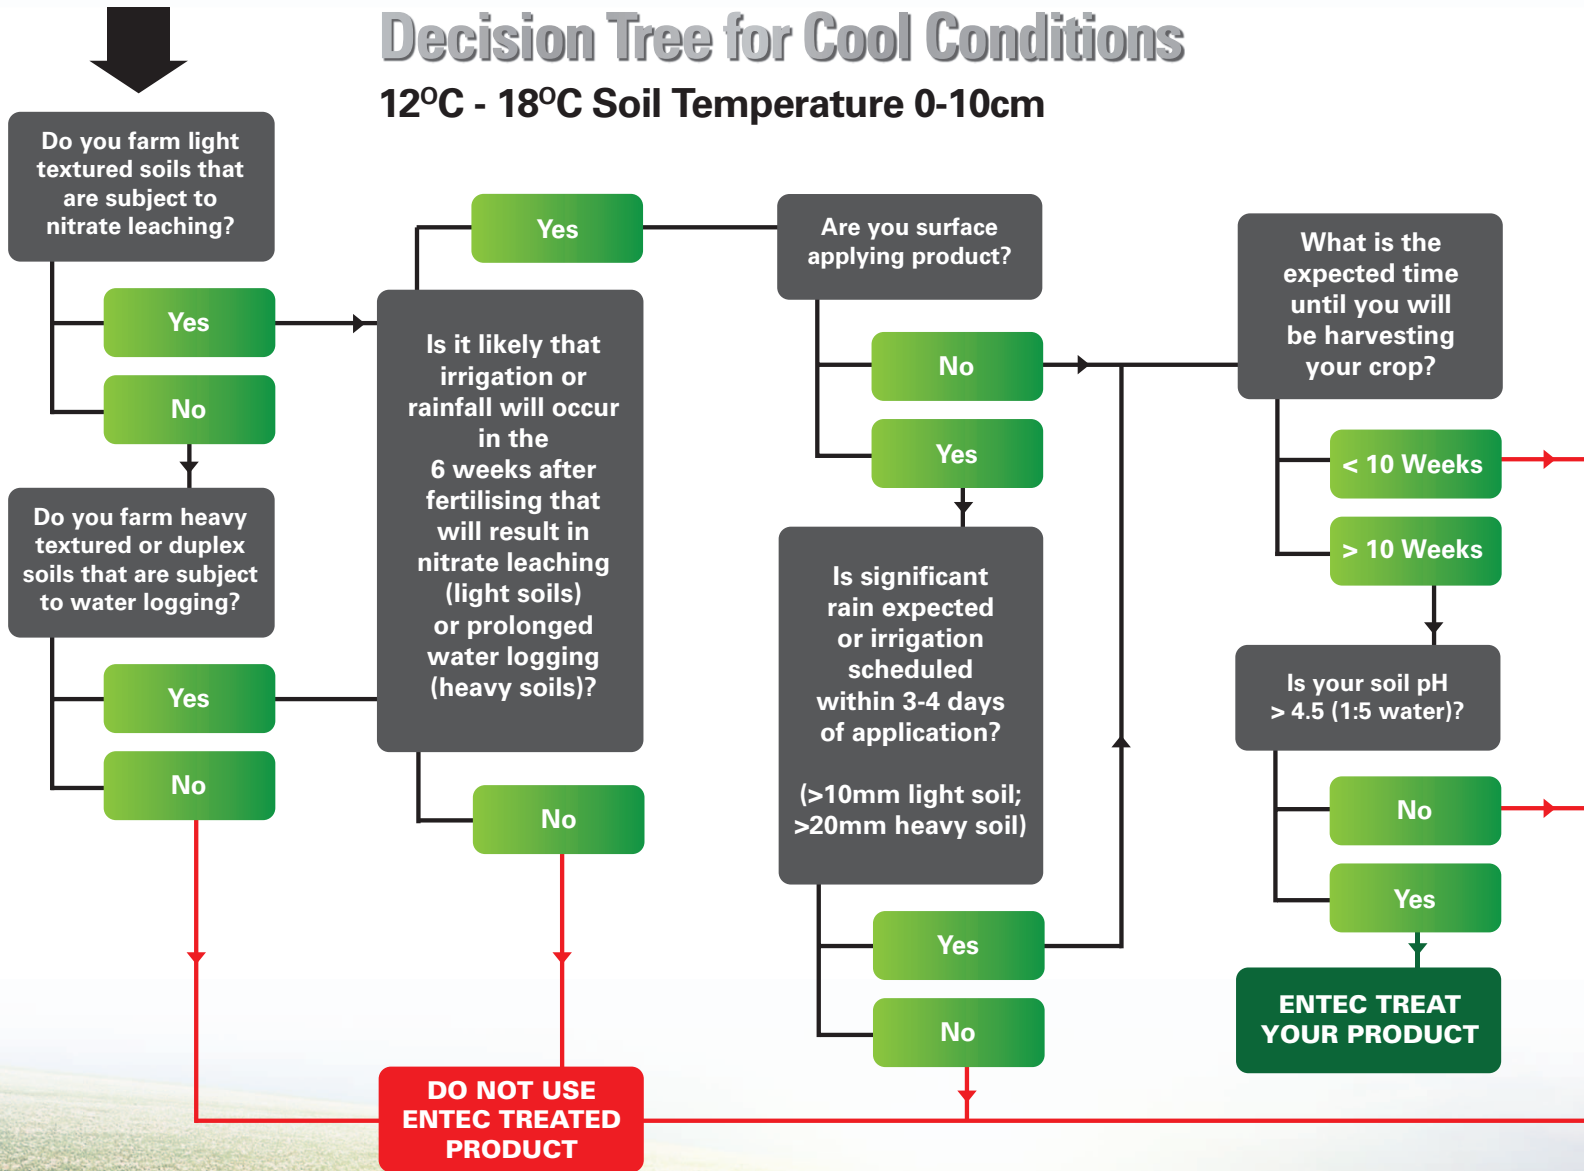 Decision Tree for Cool Conditions
12ᴼC - 18ᴼC Soil Temperature 0-10cm
Do you farm light
textured soils that
are subject to
nitrate leaching?
Yes
No
Do you farm heavy
textured or duplex
soils that are subject
to water logging?
Yes
No
Yes
Is it likely that
irrigation or
rainfall will occur
in the
6 weeks after
fertilising that
will result in
nitrate leaching
(light soils)
or prolonged
water logging
(heavy soils)?
No
DO NOT USE
ENTEC TREATED
PRODUCT
Are you surface
applying product?
No
Yes
Is significant
rain expected
or irrigation
scheduled
within 3-4 days
of application?
(>10mm light soil;
>20mm heavy soil)
Yes
No
What is the
expected time
until you will
be harvesting
your crop?
< 10 Weeks
> 10 Weeks
Is your soil pH
> 4.5 (1:5 water)?
No
Yes
ENTEC TREAT
YOUR PRODUCT